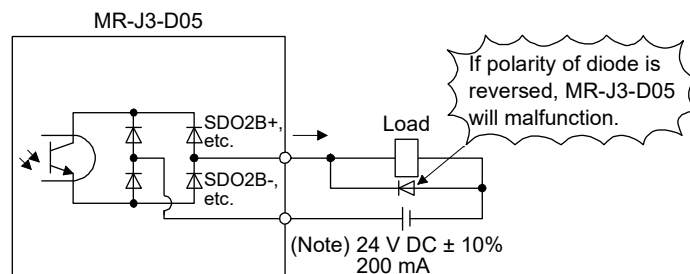 MR-J3-D05
If polarity of diode is
reversed, MR-J3-D05
will malfunction.
SDO2B+,
etc.
Load
SDO2B-,
etc.
(Note) 24 V DC ± 10%
200 mA